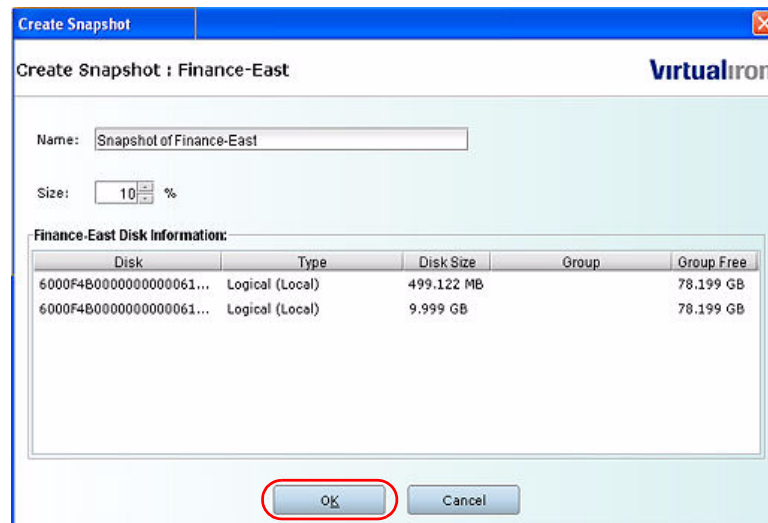 Create Snapshot
Create Snapshot : Finance-East
Virtualiron
Name: Snapshot of Finance-East
Size: 10 %
Finance-East Disk Information:
Disk Type Disk Size Group Group Free
6000F4B0000000000061... Logical (Local) 499.122 MB 78.199 GB
6000F4B0000000000061... Logical (Local) 9.999 GB 78.199 GB
OK Cancel